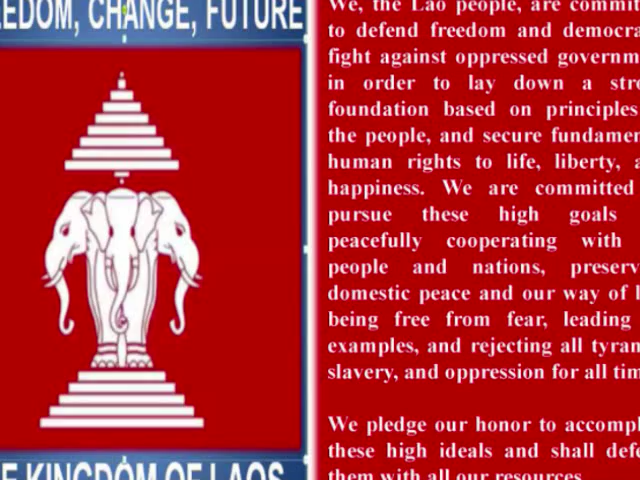 EEDOM, CHANGE, FUTURE
E KINGDOM OF LAOS
We, the Lao people, are commit
to defend freedom and democra
fight against oppressed governm
in order to lay down a stro
foundation based on principles
the people, and secure fundamen
human rights to life, liberty, a
happiness. We are committed
pursue these high goals
peacefully cooperating with
people and nations, preserv
domestic peace and our way of l
being free from fear, leading
examples, and rejecting all tyran
slavery, and oppression for all tim
We pledge our honor to accompl
these high ideals and shall defe
them with all our resources